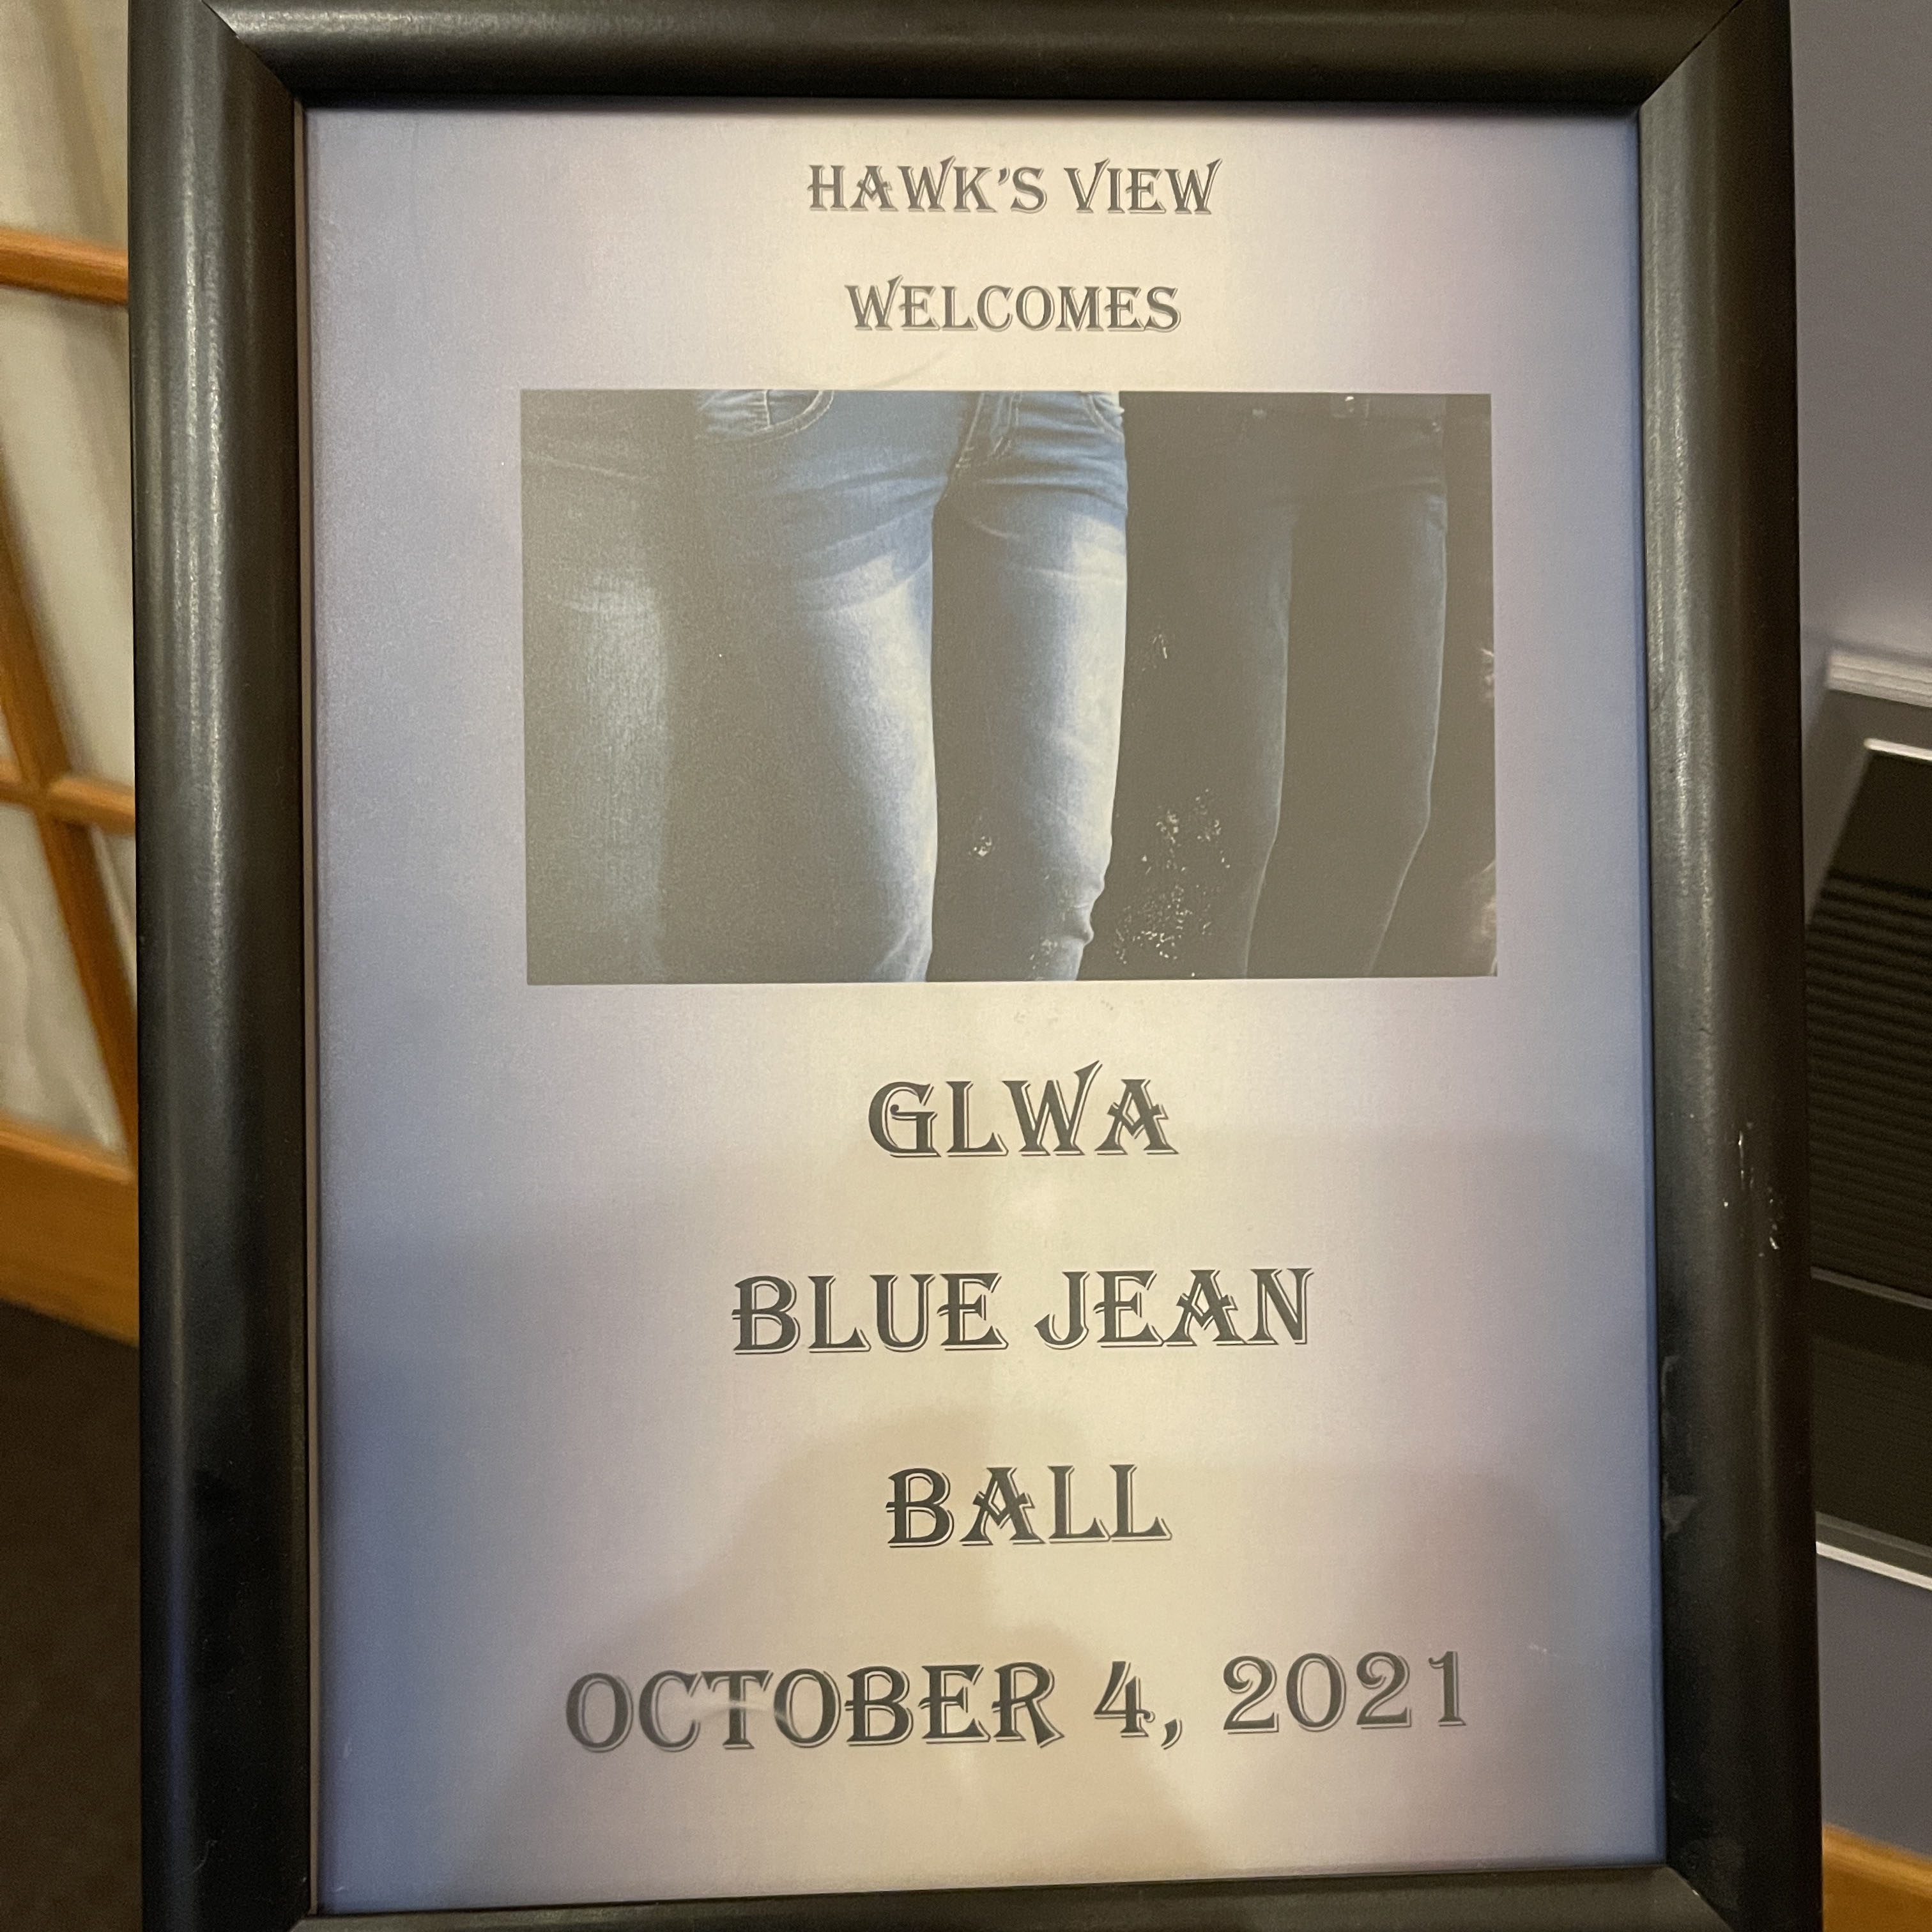 HAWK'S VIEW
WELCOMES
GLWA
BLUE JEAN
BALL
OCTOBER 4, 2021